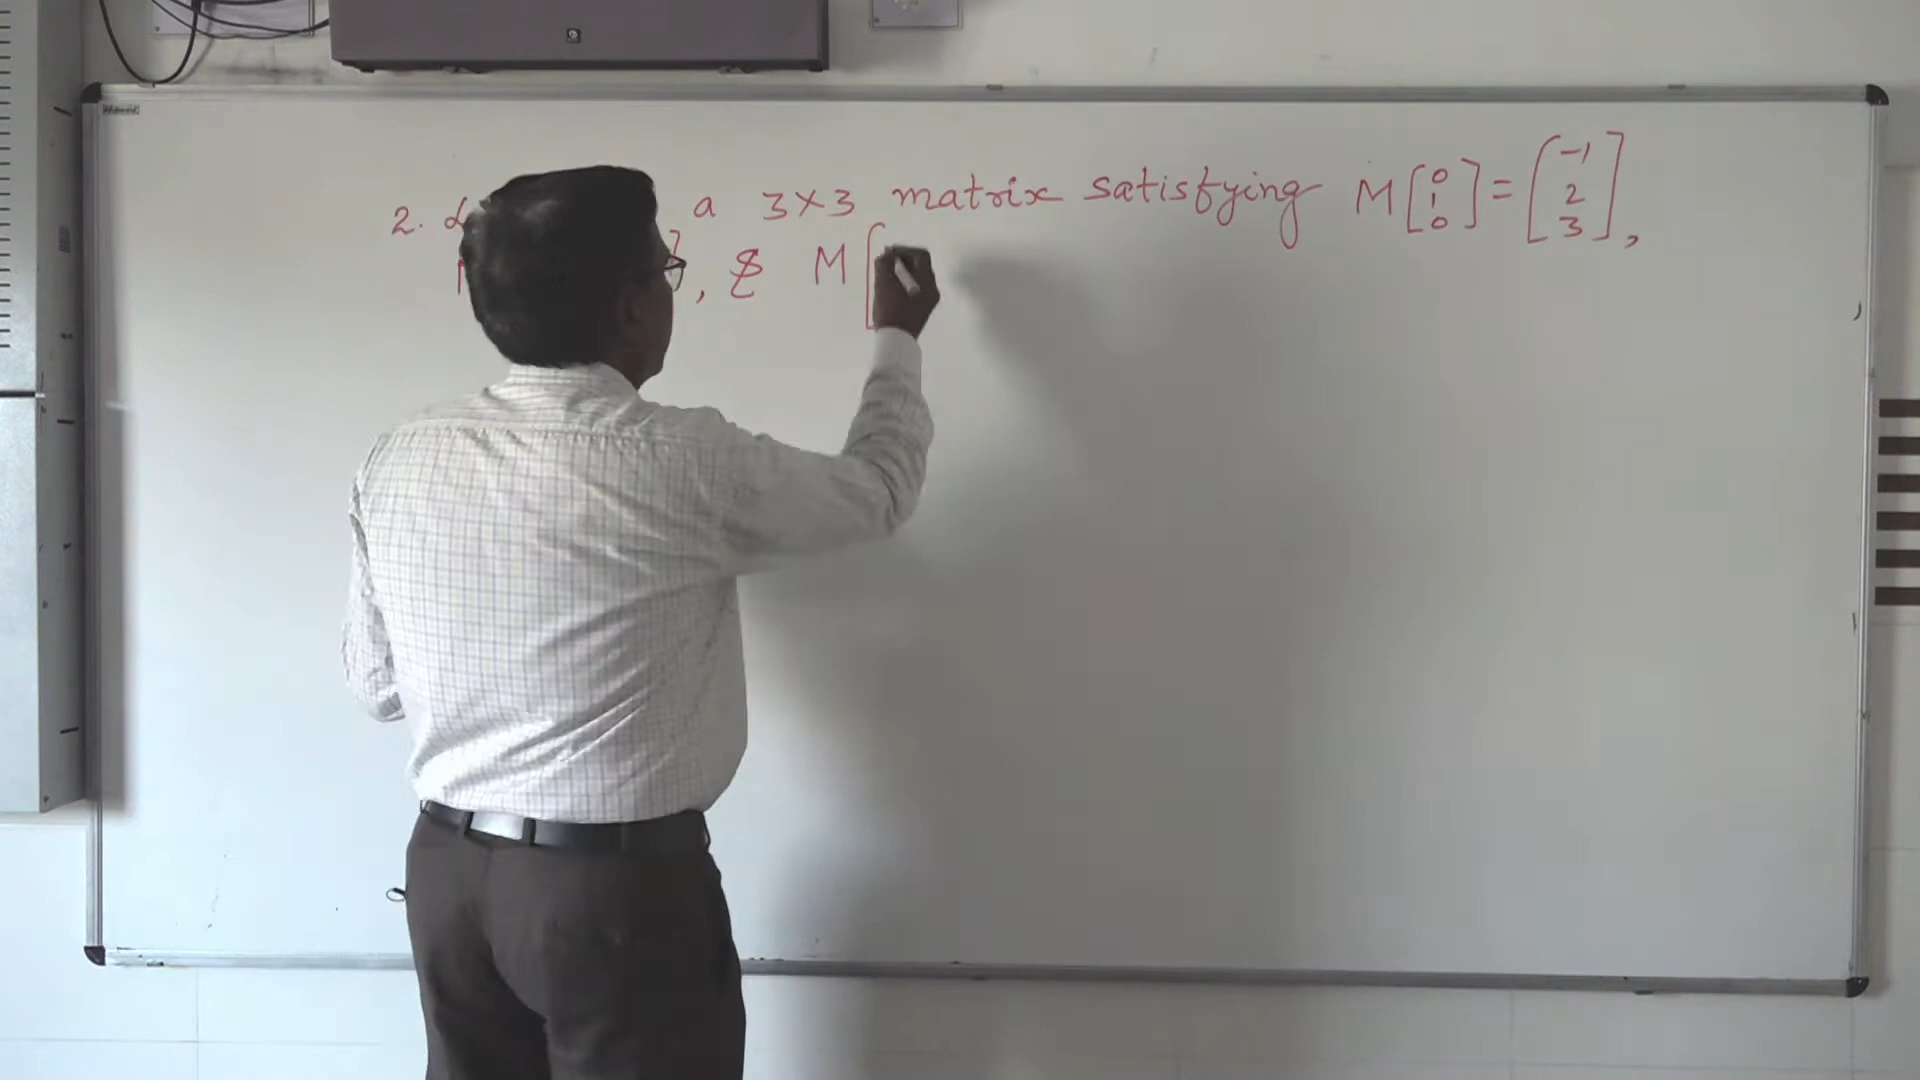 2. a 3×3 matrix satisfying M [0 1 0] = [-1 2 3],
], & M [